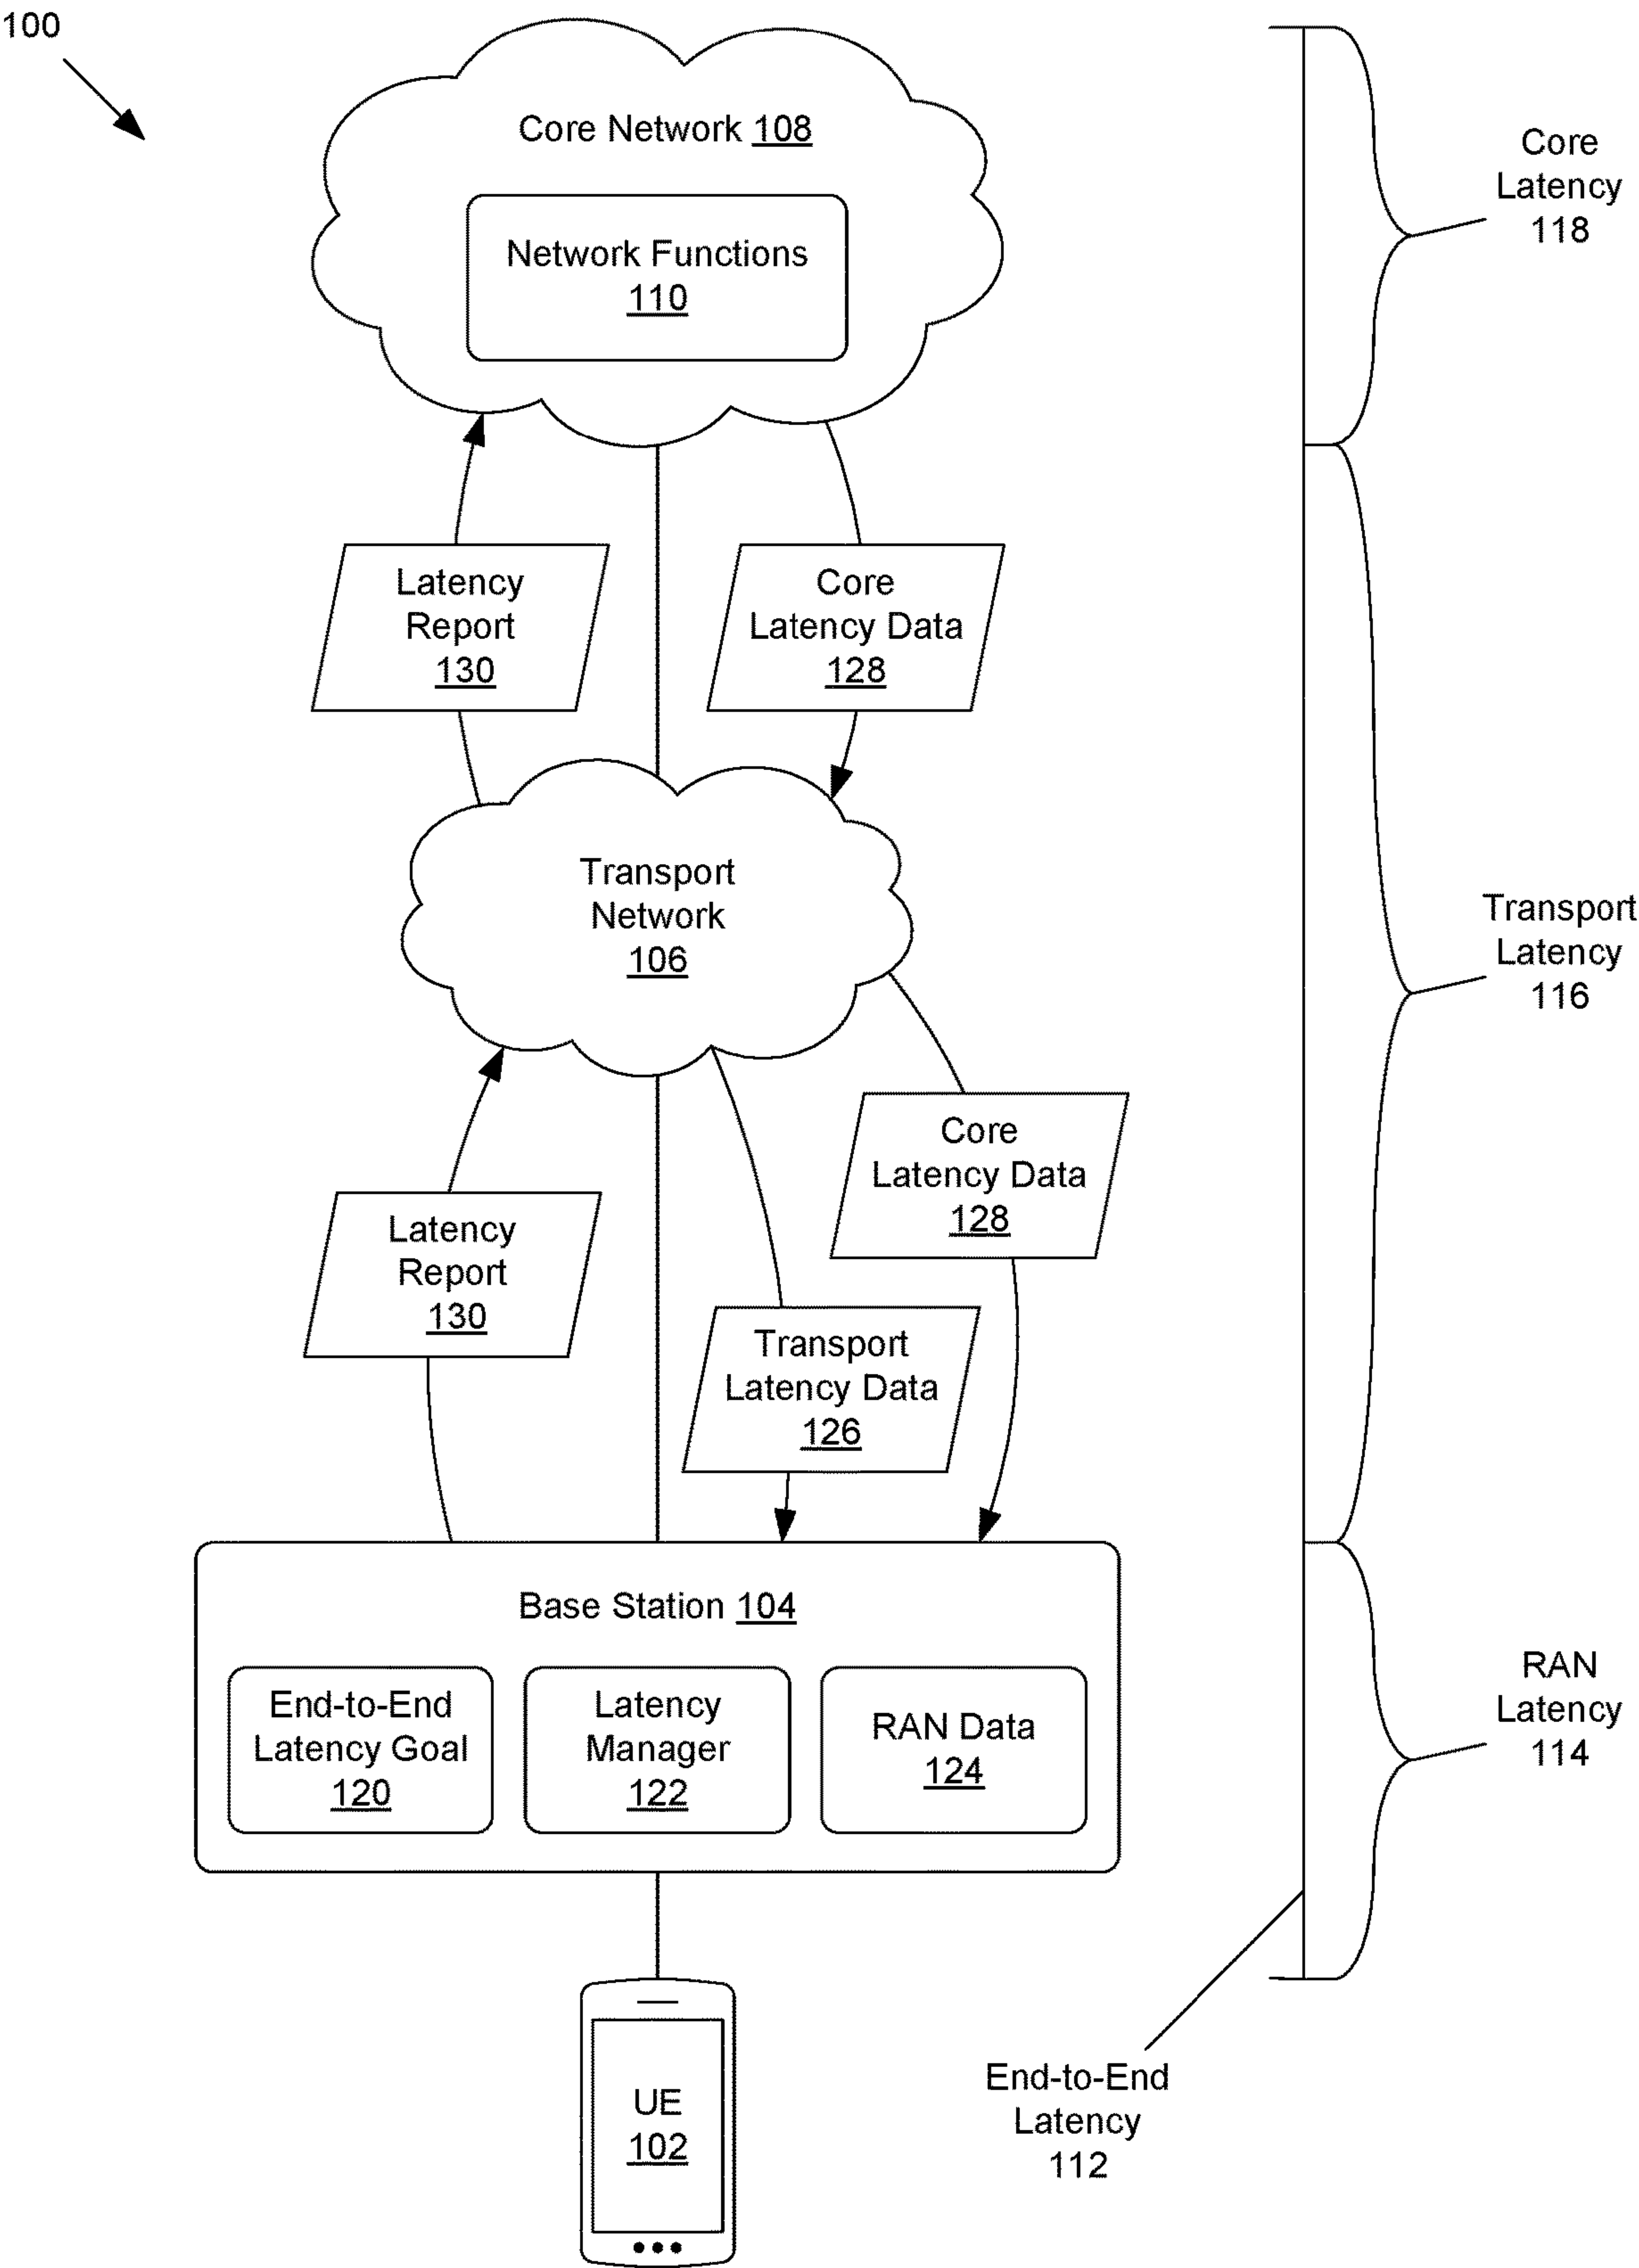 100
Core Network 108
Network Functions
110
Core
Latency
118
Latency
Report
130
Core
Latency Data
128
Transport
Network
106
Transport
Latency
116
Core
Latency Data
128
Latency
Report
130
Transport
Latency Data
126
Base Station 104
End-to-End
Latency Goal
120
Latency
Manager
122
RAN Data
124
RAN
Latency
114
UE
102
End-to-End
Latency
112